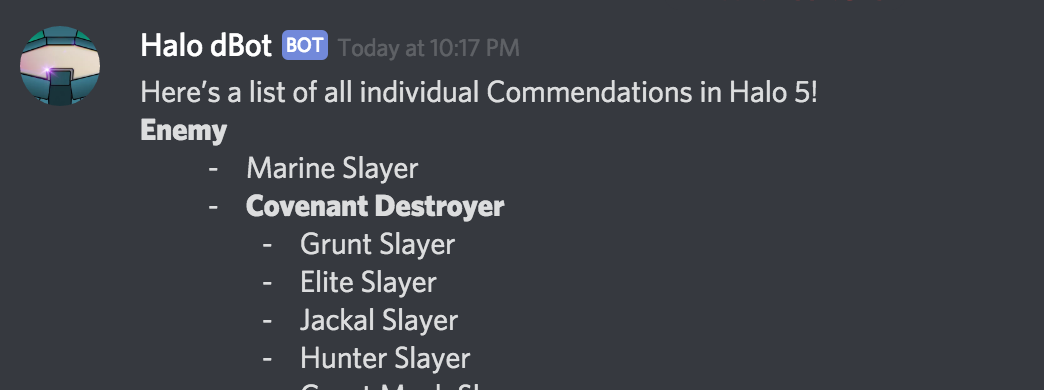 Halo dBot BOT Today at 10:17 PM
Here's a list of all individual Commendations in Halo 5!
Enemy
- Marine Slayer
- Covenant Destroyer
- Grunt Slayer
- Elite Slayer
- Jackal Slayer
- Hunter Slayer